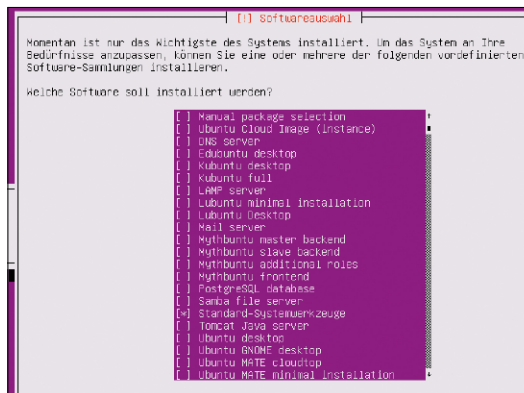 [!] Softwareauswahl
Momentan ist nur das Wichtigste des Systems installiert. Um das System an Ihre
Bedürfnisse anzupassen, können Sie eine oder mehrere der folgenden vordefinierten
Software-Sammlungen installieren.
Welche Software soll installiert werden?
[ ] Manual package selection
[ ] Ubuntu Cloud Image (instance)
[ ] DNS server
[ ] Edubuntu desktop
[ ] Kubuntu desktop
[ ] Kubuntu full
[ ] LAMP server
[ ] Lubuntu minimal installation
[ ] Lubuntu Desktop
[ ] Mail server
[ ] Mythbuntu master backend
[ ] Mythbuntu slave backend
[ ] Mythbuntu additional roles
[ ] Mythbuntu frontend
[ ] PostgreSQL database
[ ] Samba file server
[*] Standard-Systemwerkzeuge
[ ] Tomcat Java server
[ ] Ubuntu desktop
[ ] Ubuntu GNOME desktop
[ ] Ubuntu MATE cloudtop
[ ] Ubuntu MATE minimal installation